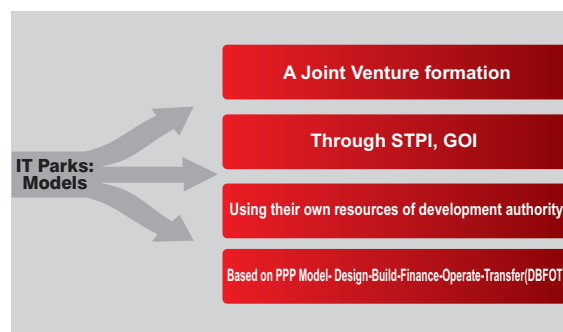 IT Parks:
Models
A Joint Venture formation
Through STPI, GOI
Using their own resources of development authority
Based on PPP Model- Design-Build-Finance-Operate-Transfer(DBFOT